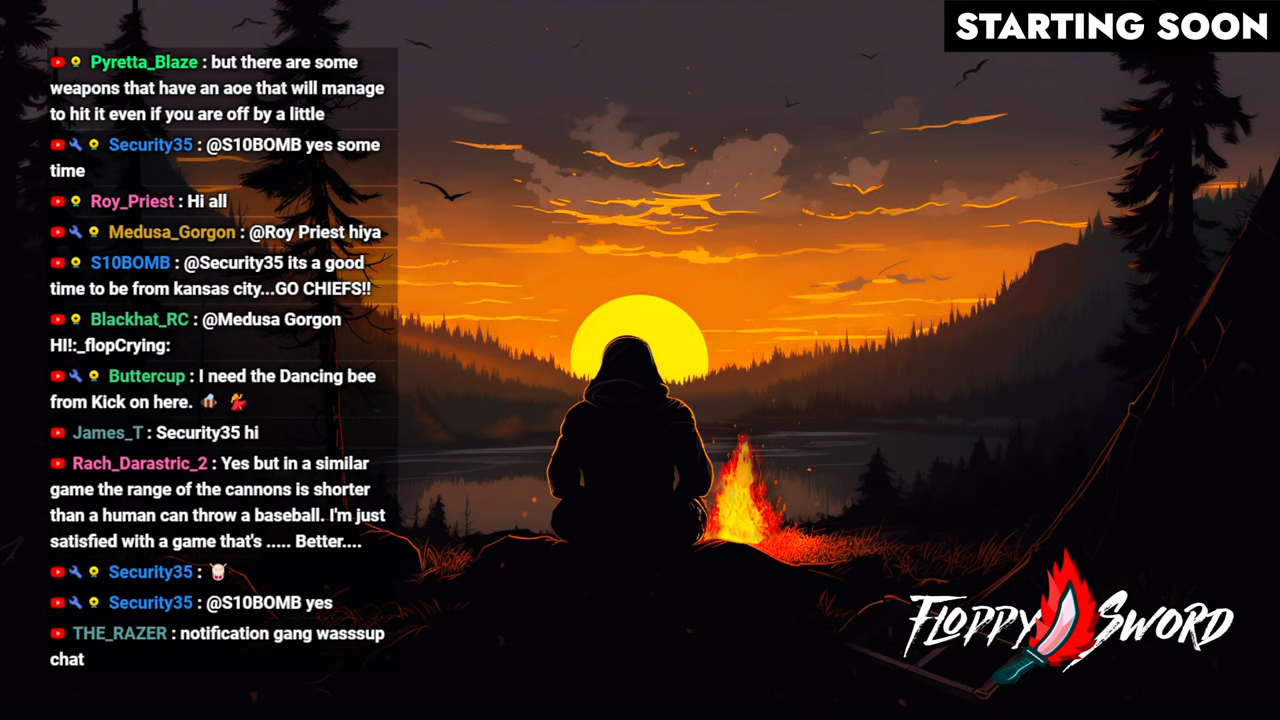 STARTING SOON
Pyretta_Blaze : but there are some
weapons that have an aoe that will manage
to hit it even if you are off by a little
Security35 : @S10BOMB yes some
time
Roy_Priest : Hi all
Medusa_Gorgon : @Roy Priest hiya
S10BOMB : @Security35 its a good
time to be from kansas city...GO CHIEFS!!
Blackhat_RC : @Medusa Gorgon
HI!:_flopCrying:
Buttercup : I need the Dancing bee
from Kick on here. 🐝 💃
James_T : Security35 hi
Rach_Darastric_2 : Yes but in a similar
game the range of the cannons is shorter
than a human can throw a baseball. I'm just
satisfied with a game that's ..... Better....
Security35 :
Security35 : @S10BOMB yes
THE_RAZER : notification gang wasssup
chat
FLOPPY SWORD